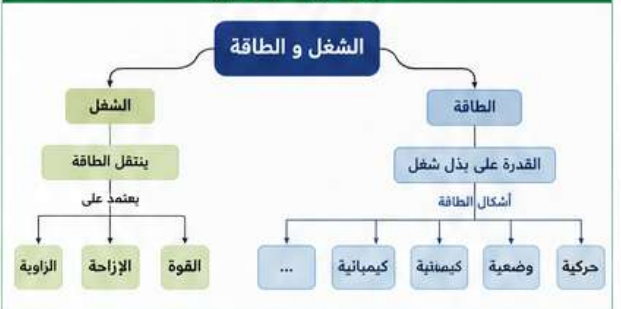 الشغل و الطاقة
الطاقة
الشغل
القدرة على بذل شغل
ينتقل الطاقة
أشكال الطاقة
يعتمد على
حركية
وضعية
كيميائية
كيمبائية
...
القوة
الإزاحة
الزاوية